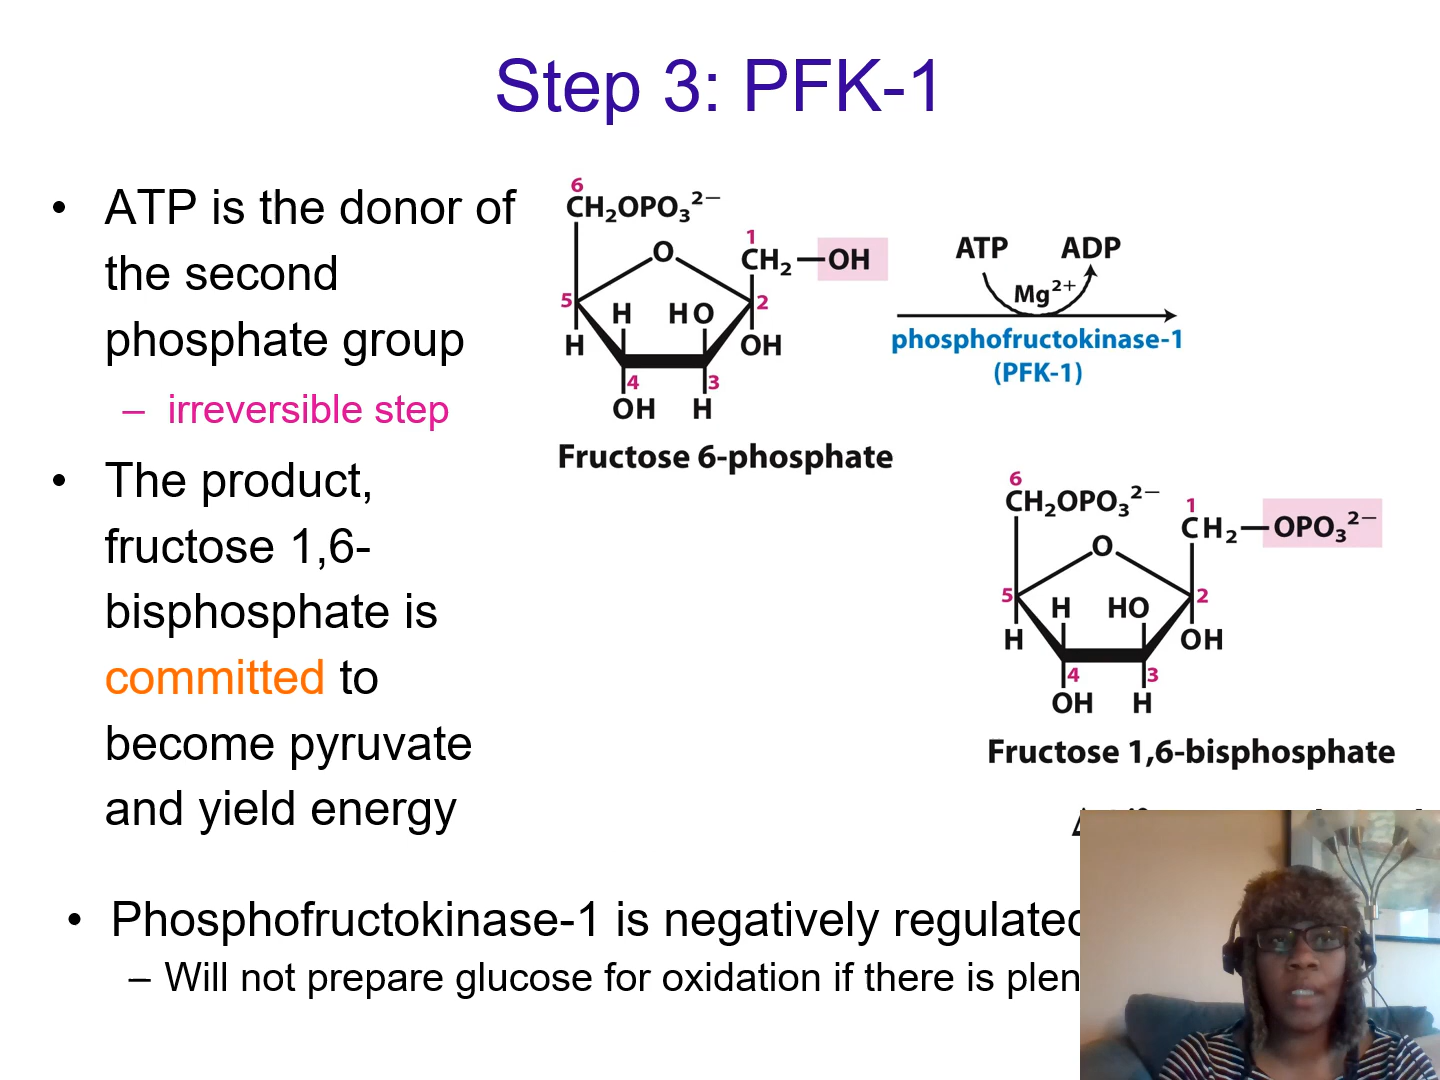 Step 3: PFK-1
• ATP is the donor of
the second
phosphate group
– irreversible step
• The product,
fructose 1,6-
bisphosphate is
committed to
become pyruvate
and yield energy
6
CH₂OPO₃²⁻
O
1
CH₂—OH
5
H
HO
2
H
OH
4
3
OH
H
Fructose 6-phosphate
ATP
ADP
Mg²⁺
phosphofructokinase-1
(PFK-1)
6
CH₂OPO₃²⁻
O
1
CH₂—OPO₃²⁻
5
H
HO
2
H
OH
4
3
OH
H
Fructose 1,6-bisphosphate
• Phosphofructokinase-1 is negatively regulated
– Will not prepare glucose for oxidation if there is